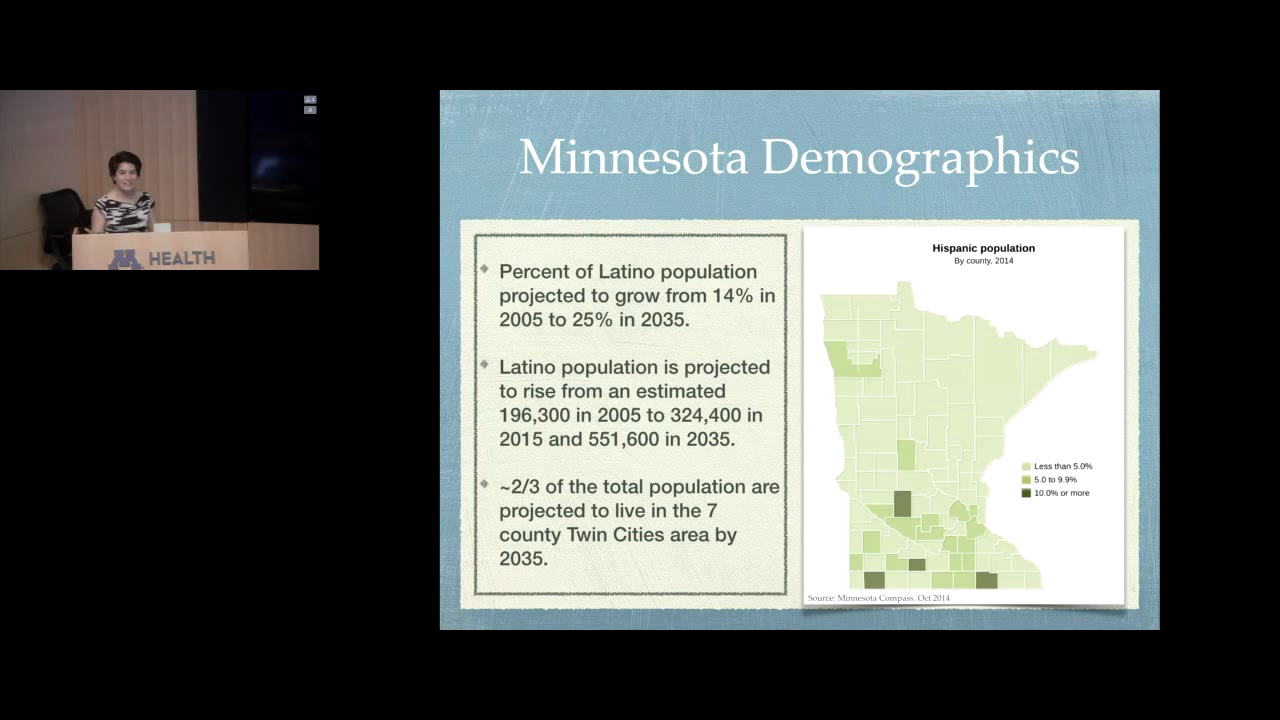 HEALTH
Minnesota Demographics
Percent of Latino population
projected to grow from 14% in
2005 to 25% in 2035.
Latino population is projected
to rise from an estimated
196,300 in 2005 to 324,400 in
2015 and 551,600 in 2035.
~2/3 of the total population are
projected to live in the 7
county Twin Cities area by
2035.
Hispanic population
By county, 2014
Less than 5.0%
5.0 to 9.9%
10.0% or more
Source: Minnesota Compass. Oct 2014